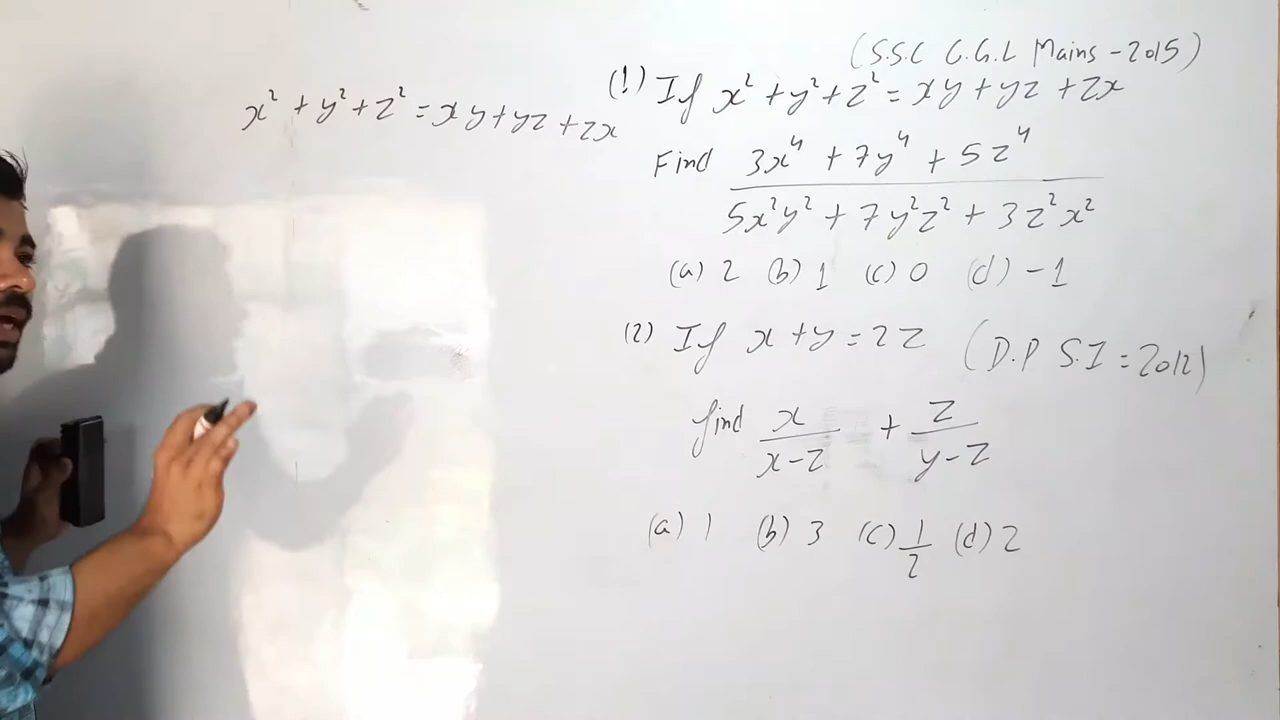 x² + y² + z² = xy + yz + zx
(S.S.C C.G.L Mains - 2015)
(1) If x² + y² + z² = xy + yz + zx
Find 3x⁴ + 7y⁴ + 5z⁴
5x²y² + 7y²z² + 3z²x²
(a) 2 (b) 1 (c) 0 (d) -1
(2) If x + y = 2z (D.P S.I = 2012)
find x/x-z + z/y-z
(a) 1 (b) 3 (c) 1/2 (d) 2